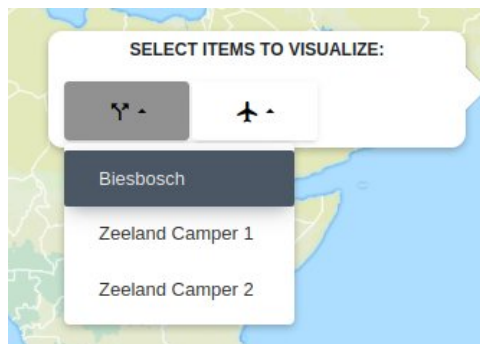 SELECT ITEMS TO VISUALIZE:
Biesbosch
Zeeland Camper 1
Zeeland Camper 2